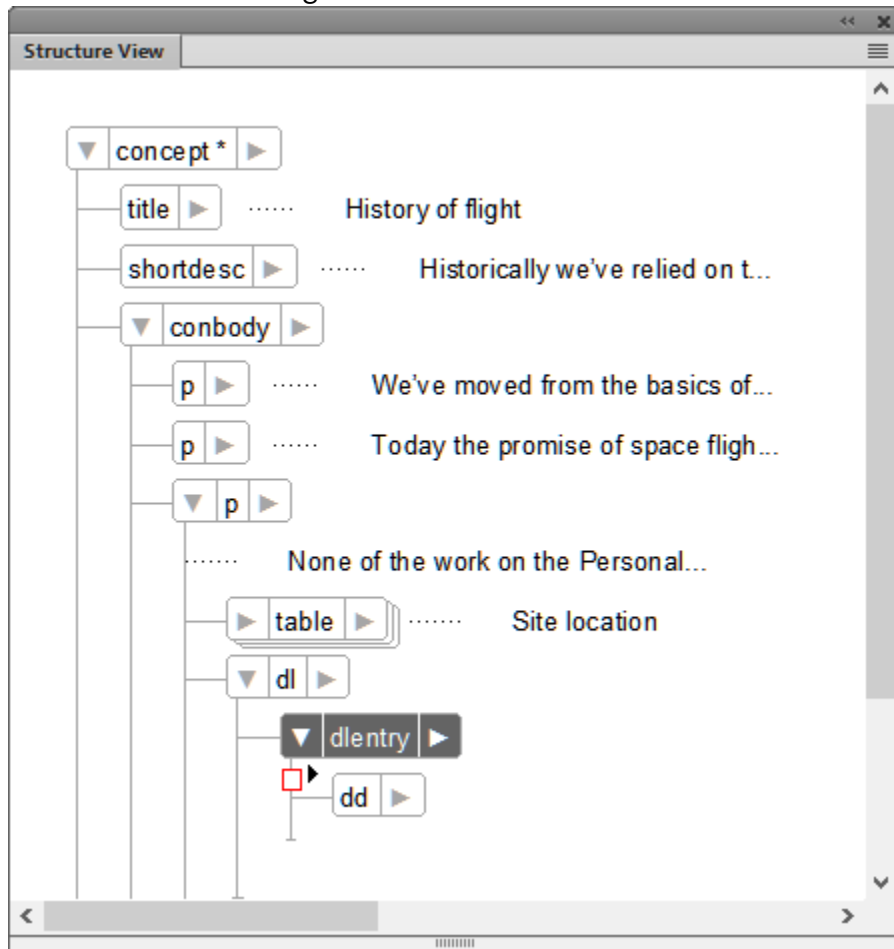 Structure View
concept *
title ...... History of flight
shortdesc ...... Historically we've relied on t...
conbody
p ...... We've moved from the basics of...
p ...... Today the promise of space fligh...
p
....... None of the work on the Personal...
table ....... Site location
dl
dlentry
dd